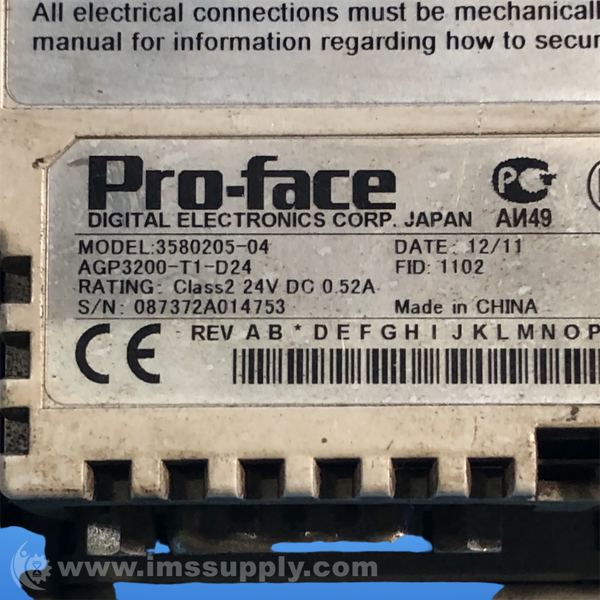 All electrical connections must be mechanicall
manual for information regarding how to secur
Pro-face
DIGITAL ELECTRONICS CORP. JAPAN
АИ49
MODEL:3580205-04
DATE: 12/11
AGP3200-T1-D24
FID: 1102
RATING: Class2 24V DC 0.52A
S/N: 087372A014753
Made in CHINA
CE
REV A B * D E F G H I J K L M N O P
www.imssupply.com